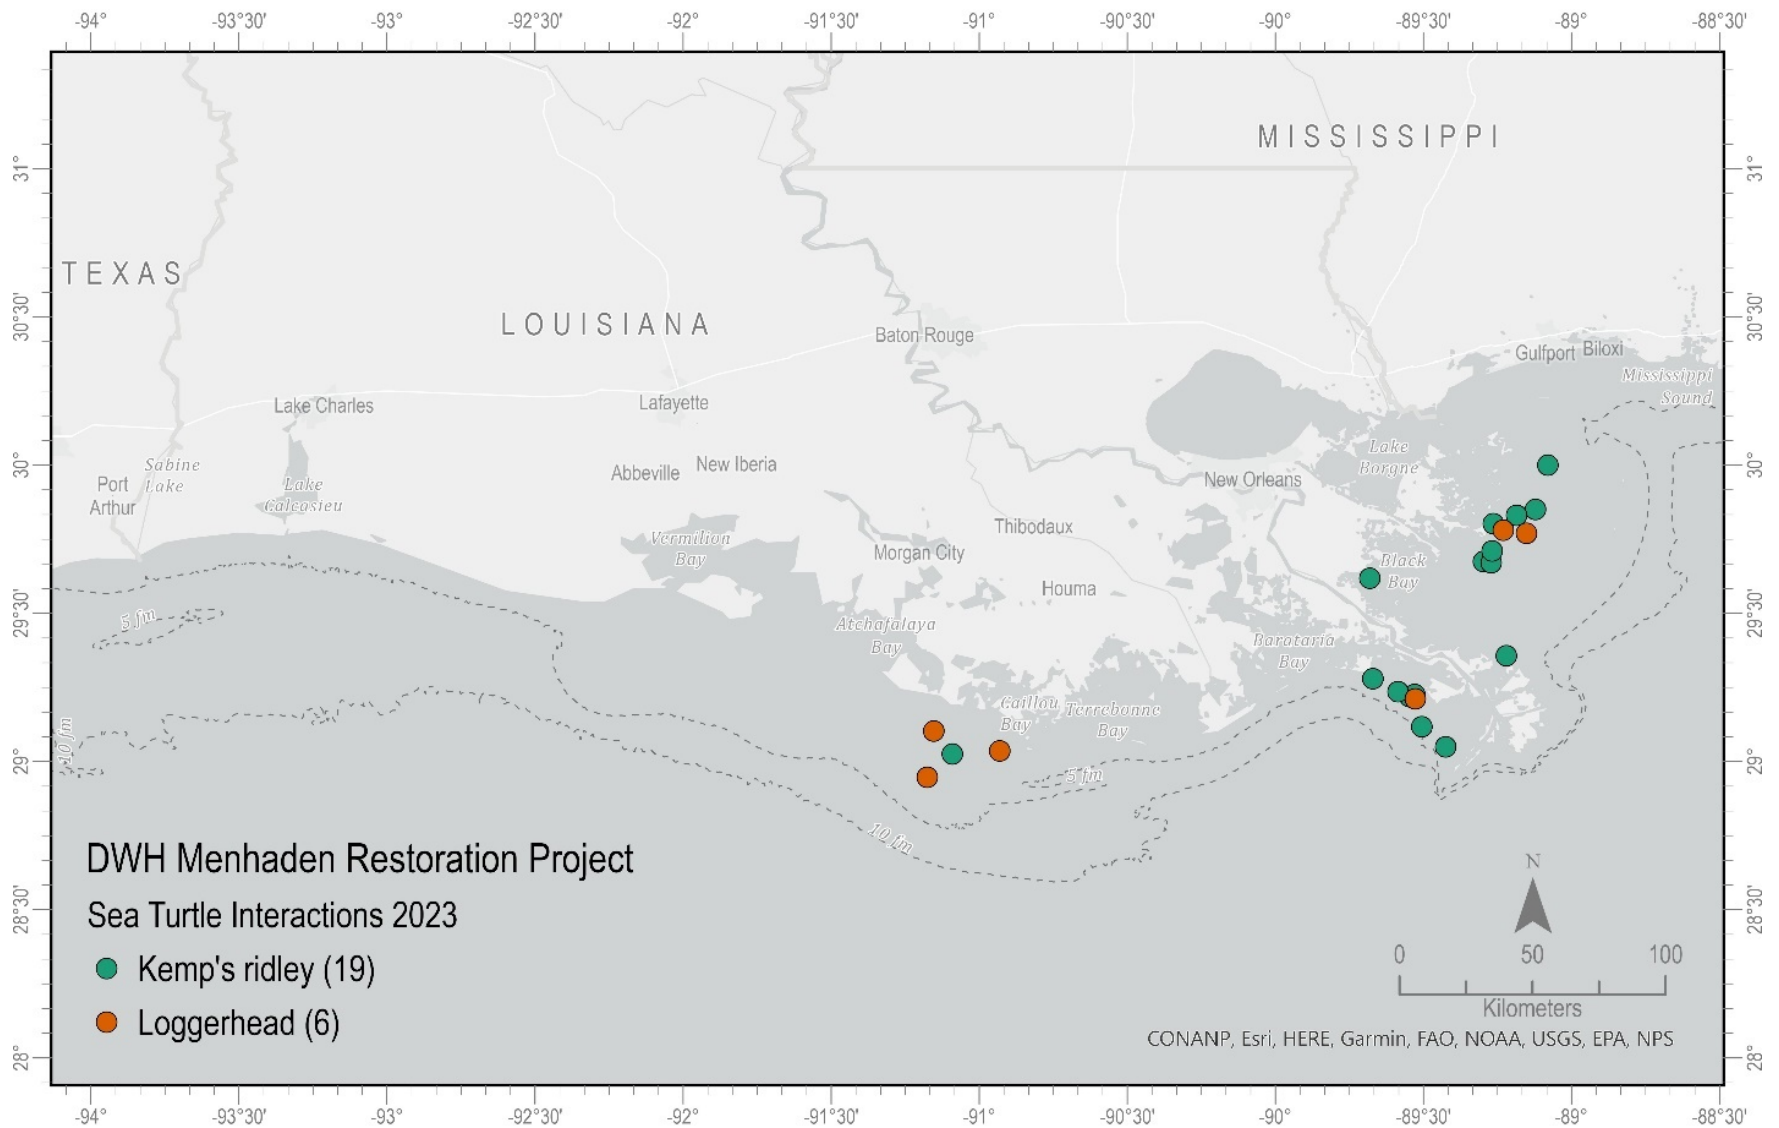 -94° -93°30' -93° -92°30' -92° -91°30' -91° -90°30' -90° -89°30' -89° -88°30'
MISSISSIPPI
31°
31°
TEXAS
30°30'
30°30'
LOUISIANA
Baton Rouge
Gulfport
Biloxi
Mississippi
Sound
Lake Charles
Lafayette
Lake
Borgne
30°
30°
Sabine
Lake
Port
Arthur
Lake
Calcasieu
Abbeville
New Iberia
New Orleans
Thibodaux
Vermilion
Bay
Morgan City
Black
Bay
Houma
29°30'
29°30'
5 fm
Atchafalaya
Bay
Barataria
Bay
Caillou
Bay
Terrebonne
Bay
10 fm
29°
29°
5 fm
10 fm
DWH Menhaden Restoration Project
Sea Turtle Interactions 2023
Kemp's ridley (19)
Loggerhead (6)
N
28°30'
28°30'
0 50 100
Kilometers
CONANP, Esri, HERE, Garmin, FAO, NOAA, USGS, EPA, NPS
28°
28°
-94° -93°30' -93° -92°30' -92° -91°30' -91° -90°30' -90° -89°30' -89° -88°30'